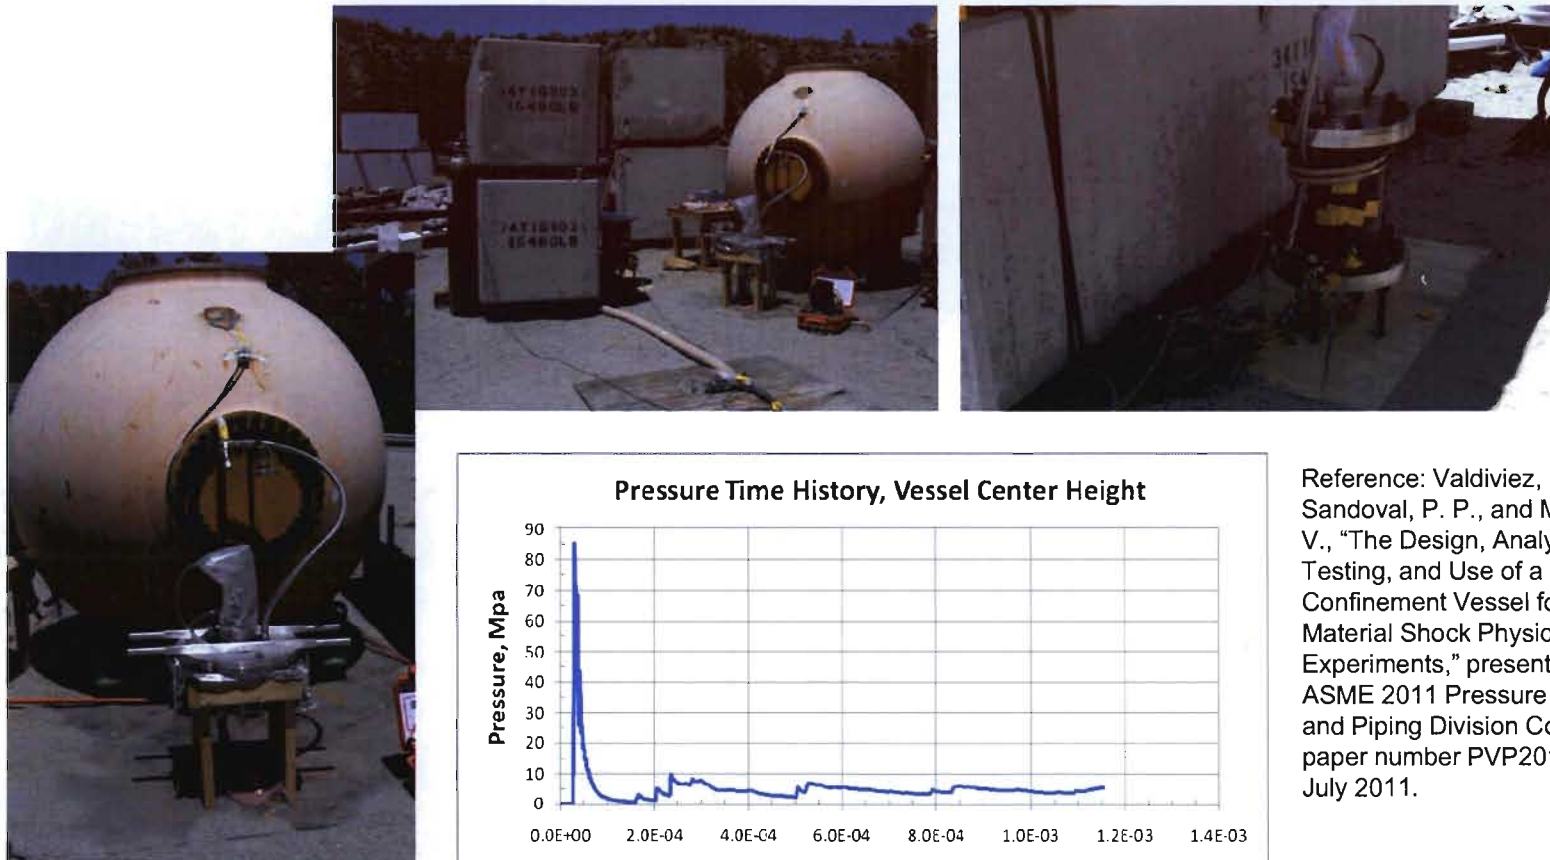 Pressure Time History, Vessel Center Height
Pressure, Mpa
90
80
70
60
50
40
30
20
10
0
0.0E+00 2.0E-04 4.0E-04 6.0E-04 8.0E-04 1.0E-03 1.2E-03 1.4E-03
Reference: Valdiviez,
Sandoval, P. P., and M
V., “The Design, Analy
Testing, and Use of a
Confinement Vessel fo
Material Shock Physic
Experiments,” present
ASME 2011 Pressure
and Piping Division Co
paper number PVP20
July 2011.